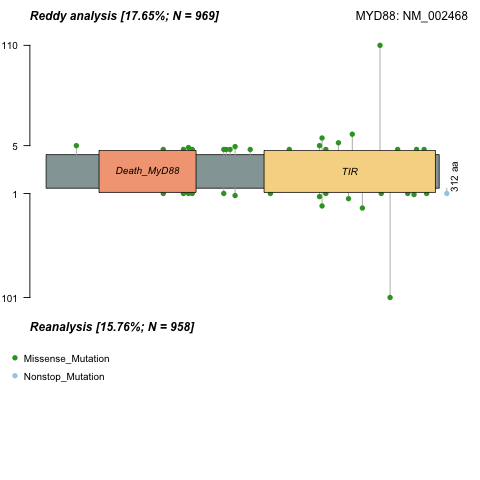 Reddy analysis [17.65%; N = 969]
MYD88: NM_002468
110
5
Death_MyD88
TIR
312 aa
1
101
Reanalysis [15.76%; N = 958]
Missense_Mutation
Nonstop_Mutation